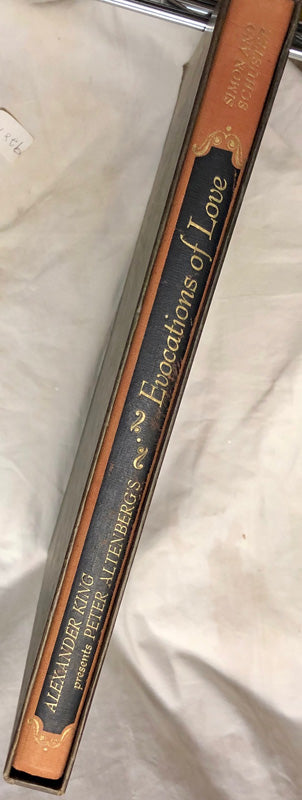 ALEXANDER KING
presents PETER ALTENBERG'S
Evocations of Love
SIMON AND
SCHUSTER